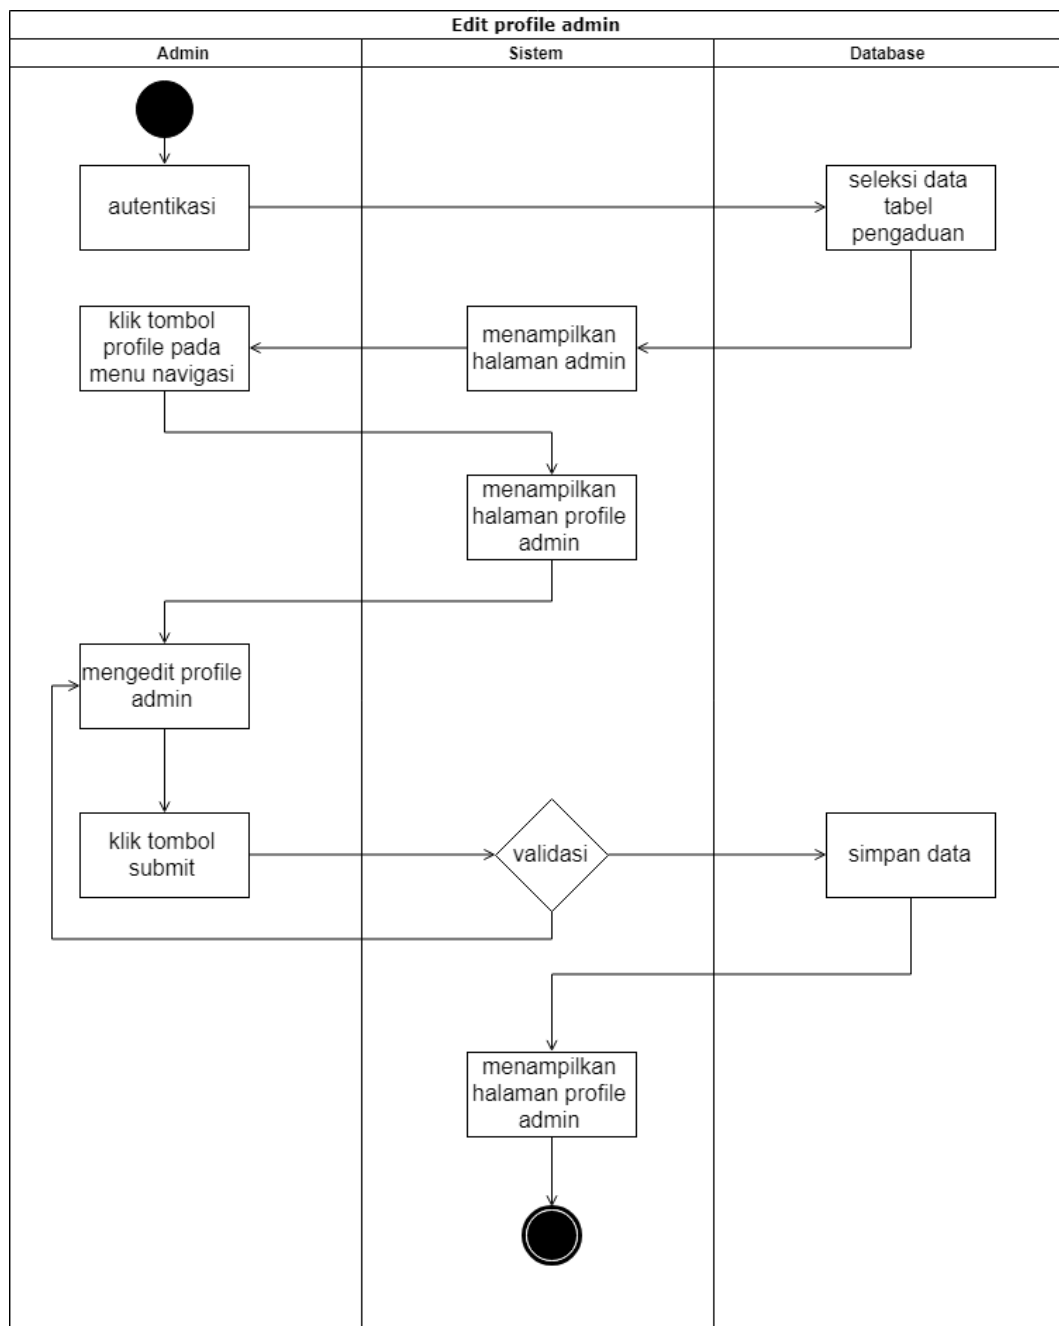 Edit profile admin
Admin
Sistem
Database
autentikasi
seleksi data
tabel
pengaduan
klik tombol
profile pada
menu navigasi
menampilkan
halaman admin
menampilkan
halaman profile
admin
mengedit profile
admin
klik tombol
submit
validasi
simpan data
menampilkan
halaman profile
admin